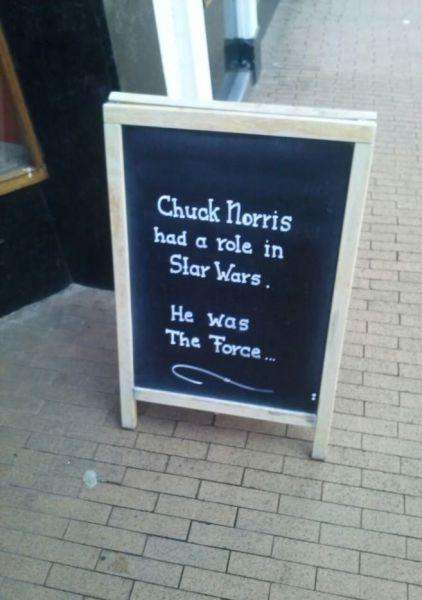 Chuck Norris
had a role in
Star Wars.
He was
The Force...